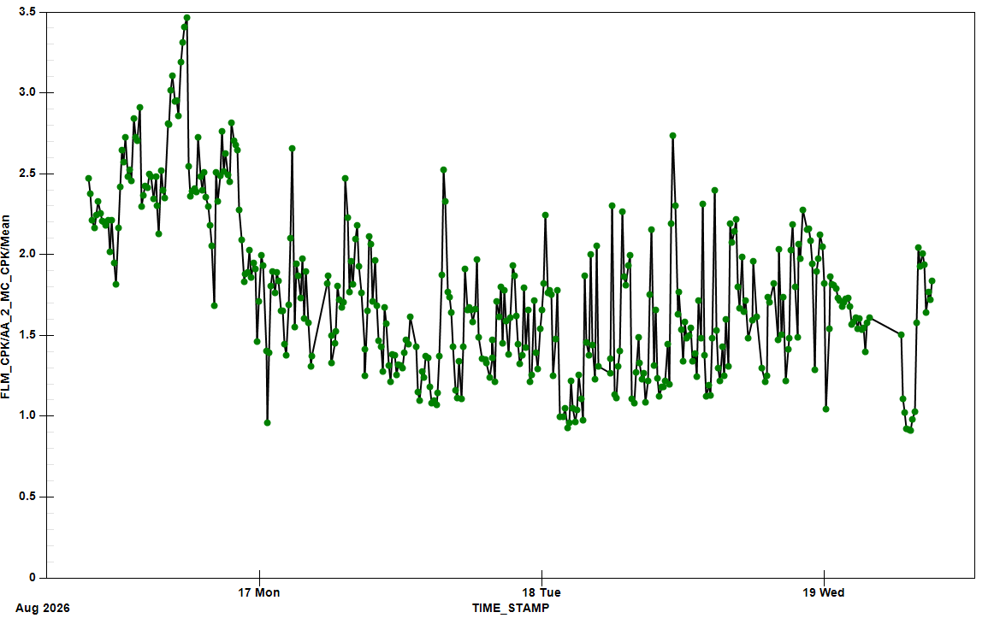 3.5
3.0
2.5
2.0
1.5
1.0
0.5
0
FLM_CPK/AA_2_MC_CPK/Mean
17 Mon
18 Tue
19 Wed
Aug 2026
TIME_STAMP